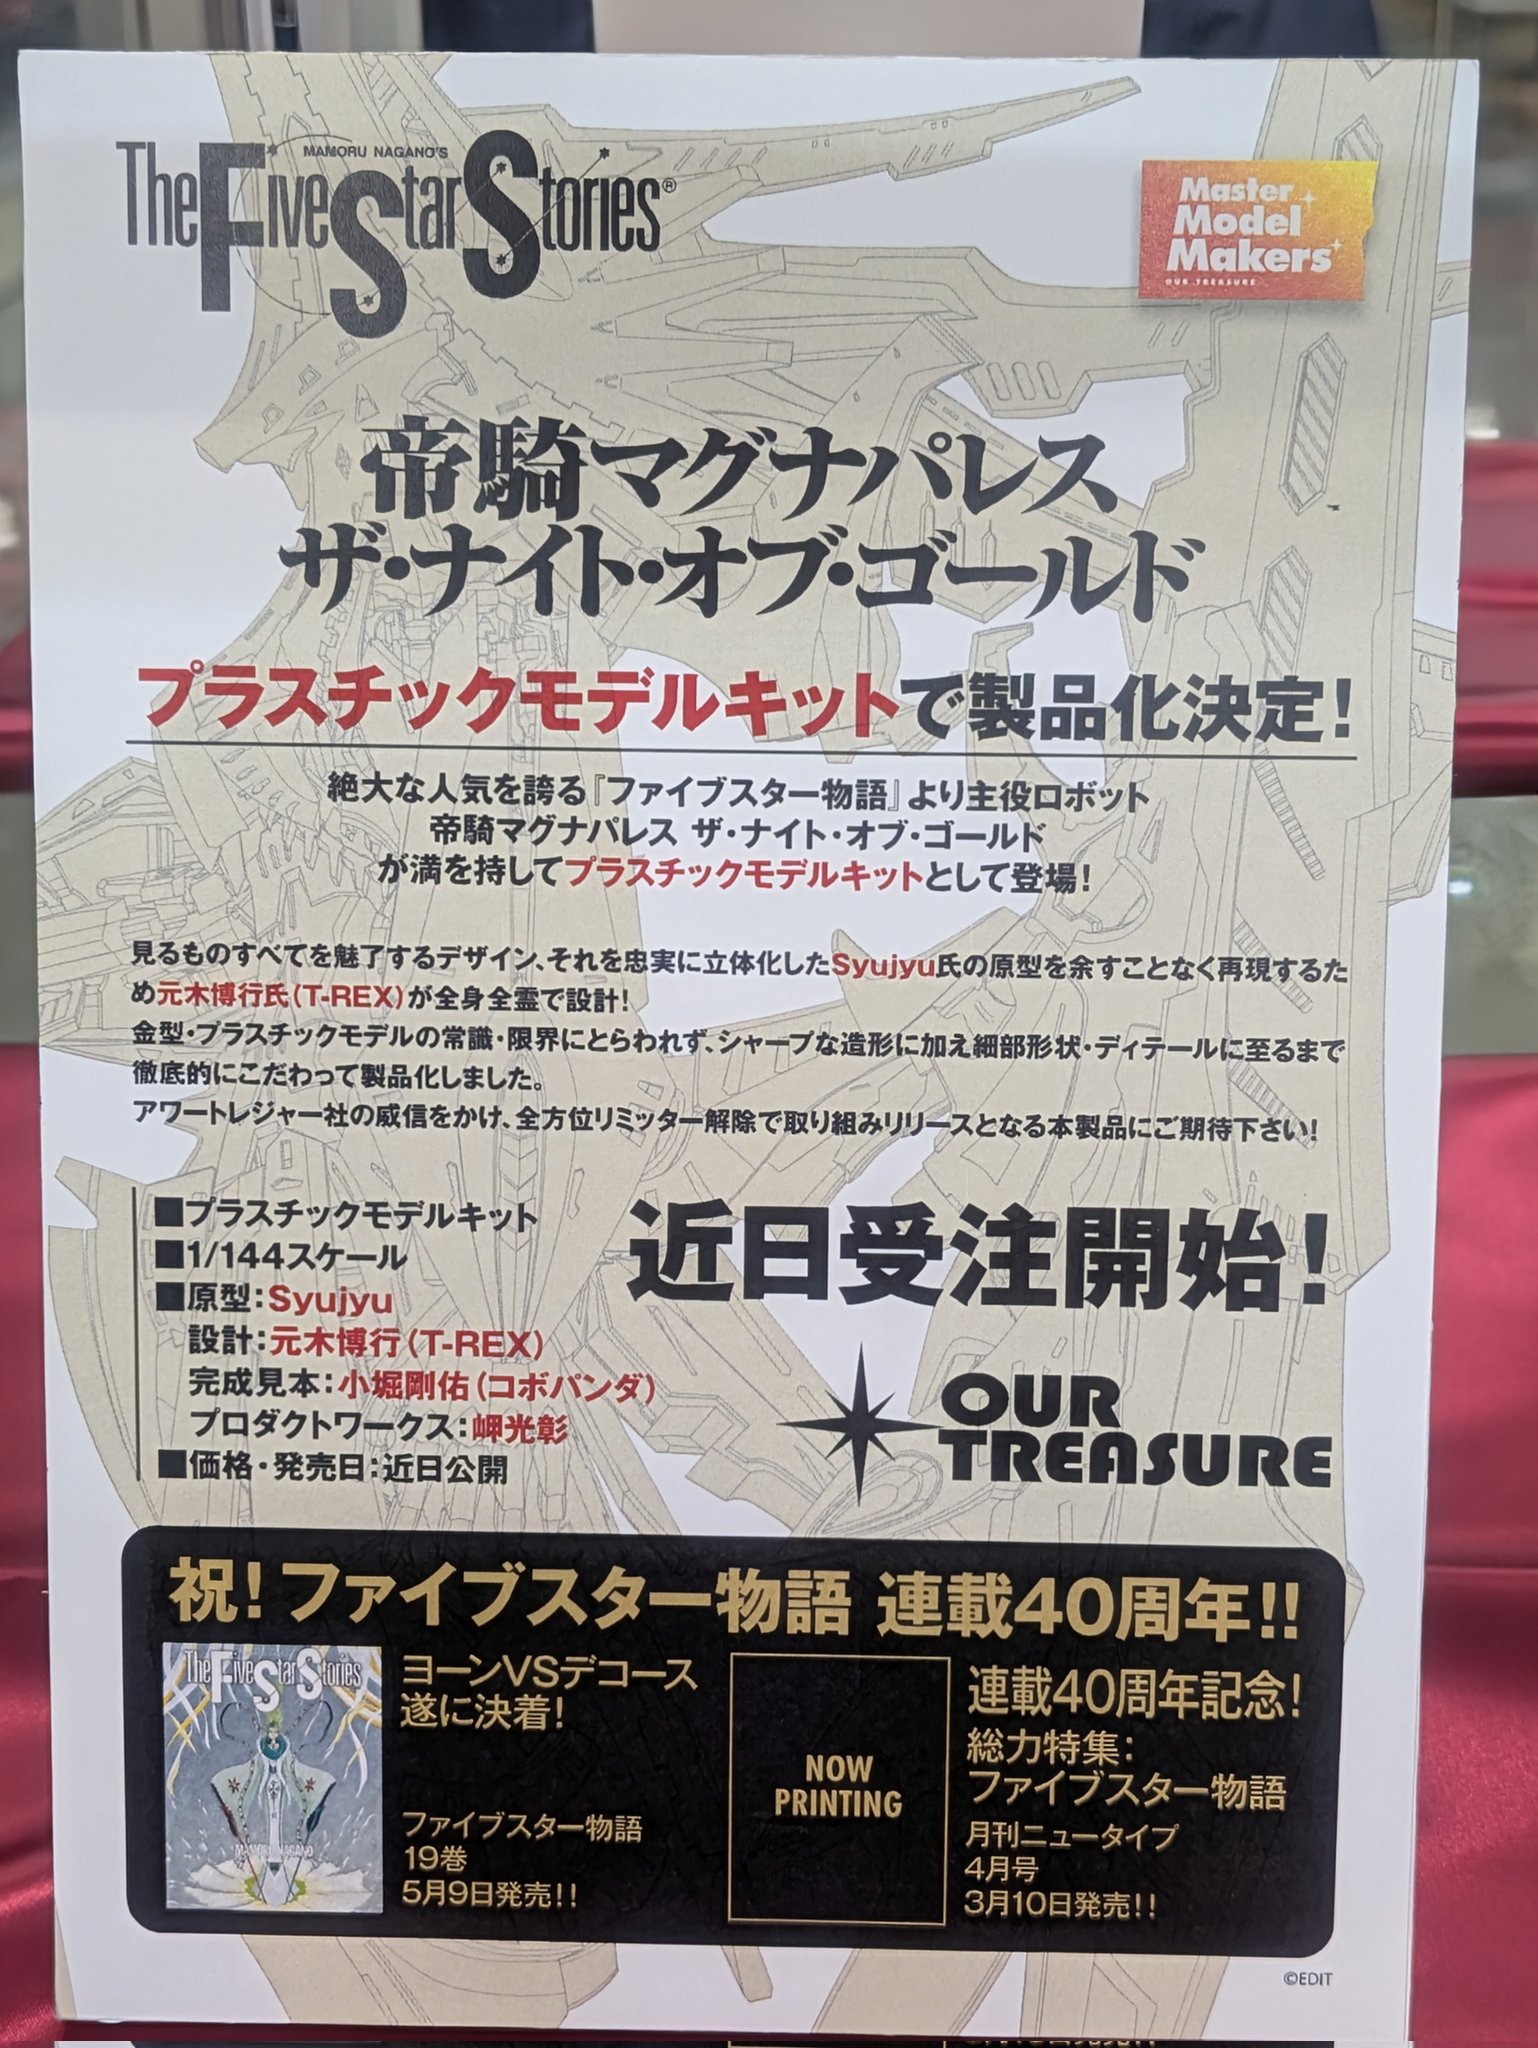 MAMORU NAGANO'S
The Five Star Stories®
Master
Model
Makers
OUR TREASURE
帝騎マグナパレス
ザ・ナイト・オブ・ゴールド
プラスチックモデルキットで製品化決定!
絶大な人気を誇る『ファイブスター物語』より主役ロボット
帝騎マグナパレス ザ・ナイト・オブ・ゴールド
が満を持してプラスチックモデルキットとして登場!
見るものすべてを魅了するデザイン、それを忠実に立体化したSyujyu氏の原型を余すことなく再現するた
め元木博行氏(T-REX)が全身全霊で設計!
金型・プラスチックモデルの常識・限界にとらわれず、シャープな造形に加え細部形状・ディテールに至るまで
徹底的にこだわって製品化しました。
アワートレジャー社の威信をかけ、全方位リミッター解除で取り組みリリースとなる本製品にご期待下さい!
■プラスチックモデルキット
■1/144スケール
■原型:Syujyu
設計:元木博行(T-REX)
完成見本:小堀剛佑(コボパンダ)
プロダクトワークス:岬光彰
■価格・発売日:近日公開
近日受注開始!
OUR
TREASURE
祝!ファイブスター物語 連載40周年!!
The Five Star Stories
MAMORU NAGANO
ヨーンVSデコース
遂に決着!
ファイブスター物語
19巻
5月9日発売!!
NOW
PRINTING
連載40周年記念!
総力特集:
ファイブスター物語
月刊ニュータイプ
4月号
3月10日発売!!
©EDIT